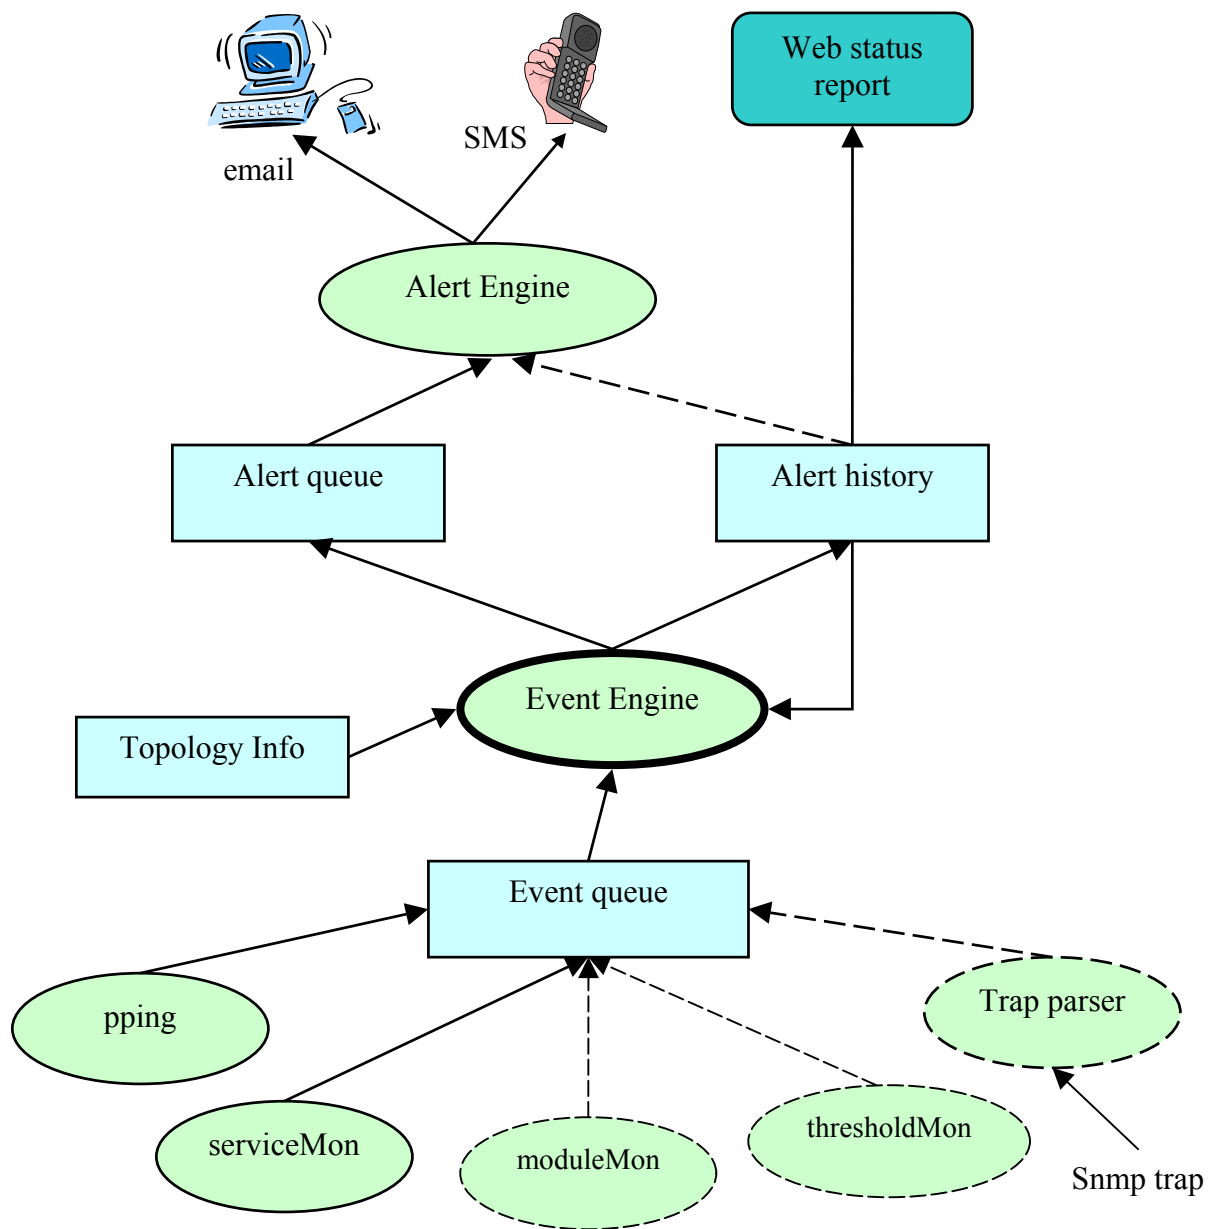 Web status
report
SMS
email
Alert Engine
Alert queue
Alert history
Event Engine
Topology Info
Event queue
pping
Trap parser
serviceMon
moduleMon
thresholdMon
Snmp trap